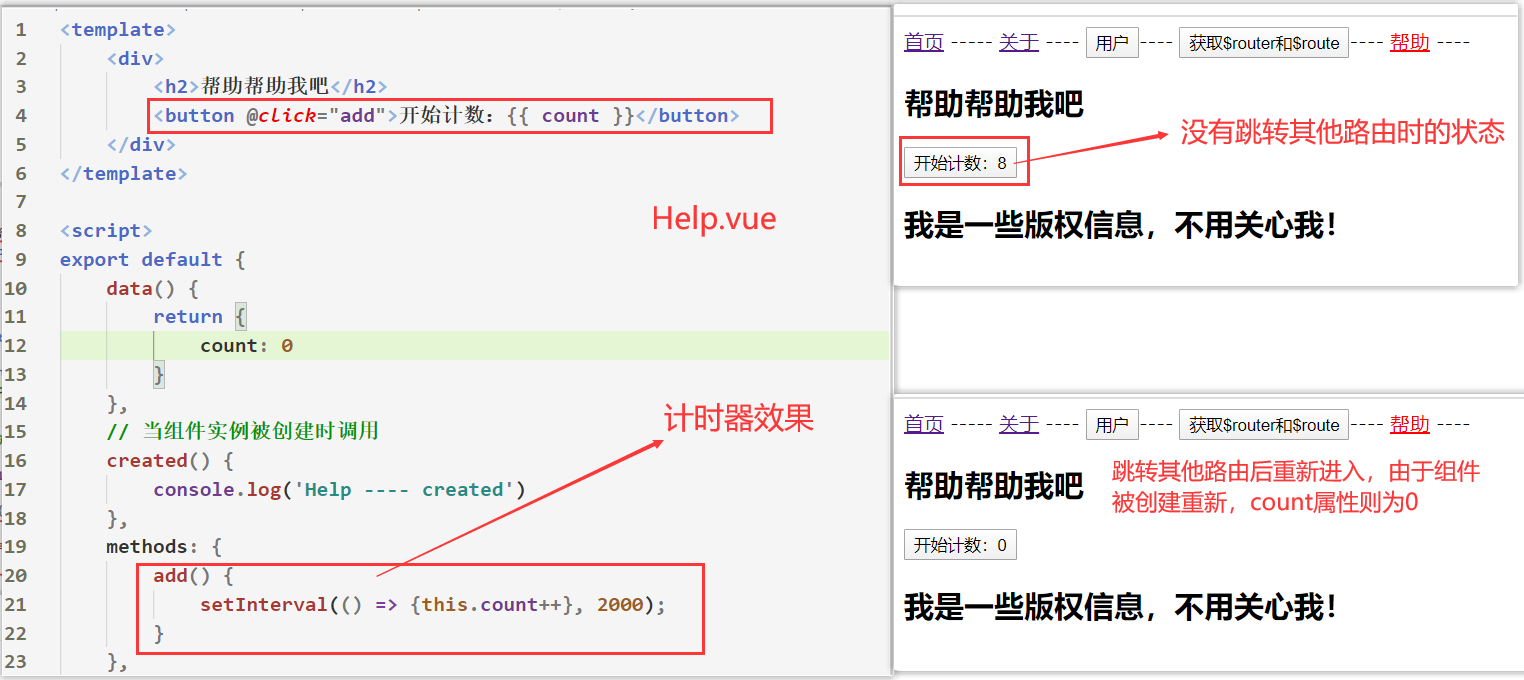 1 <template>
2 <div>
3 <h2>帮助帮助我吧</h2>
4 <button @click="add">开始计数：{{ count }}</button>
5 </div>
6 </template>
7
8 <script>
9 export default {
10 data() {
11 return {
12 count: 0
13 }
14 },
15 // 当组件实例被创建时调用
16 created() {
17 console.log('Help ---- created')
18 },
19 methods: {
20 add() {
21 setInterval(() => {this.count++}, 2000);
22 }
23 },
Help.vue
计时器效果
首页 ----- 关于 ---- 用户 ---- 获取$router和$route ---- 帮助 ----
帮助帮助我吧
没有跳转其他路由时的状态
开始计数：8
我是一些版权信息，不用关心我！
首页 ----- 关于 ---- 用户 ---- 获取$router和$route ---- 帮助 ----
帮助帮助我吧
跳转其他路由后重新进入，由于组件
被创建重新，count属性则为0
开始计数：0
我是一些版权信息，不用关心我！